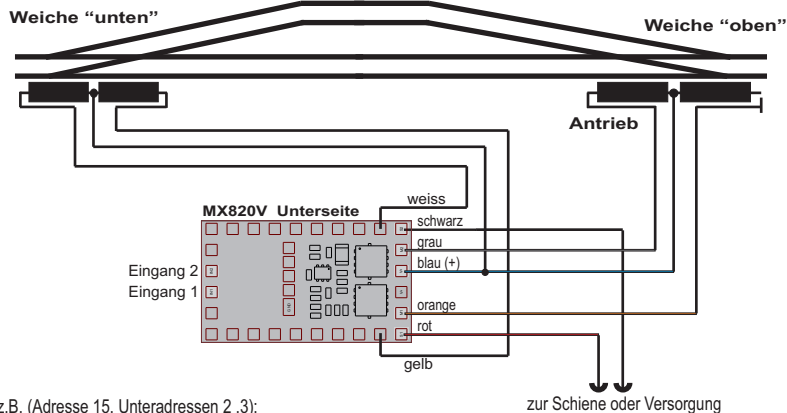 Weiche “unten”
Weiche “oben”
Antrieb
weiss
MX820V Unterseite
schwarz
grau
Eingang 2
blau (+)
Eingang 1
orange
rot
gelb
z.B. (Adresse 15, Unteradressen 2 ,3):
zur Schiene oder Versorgung